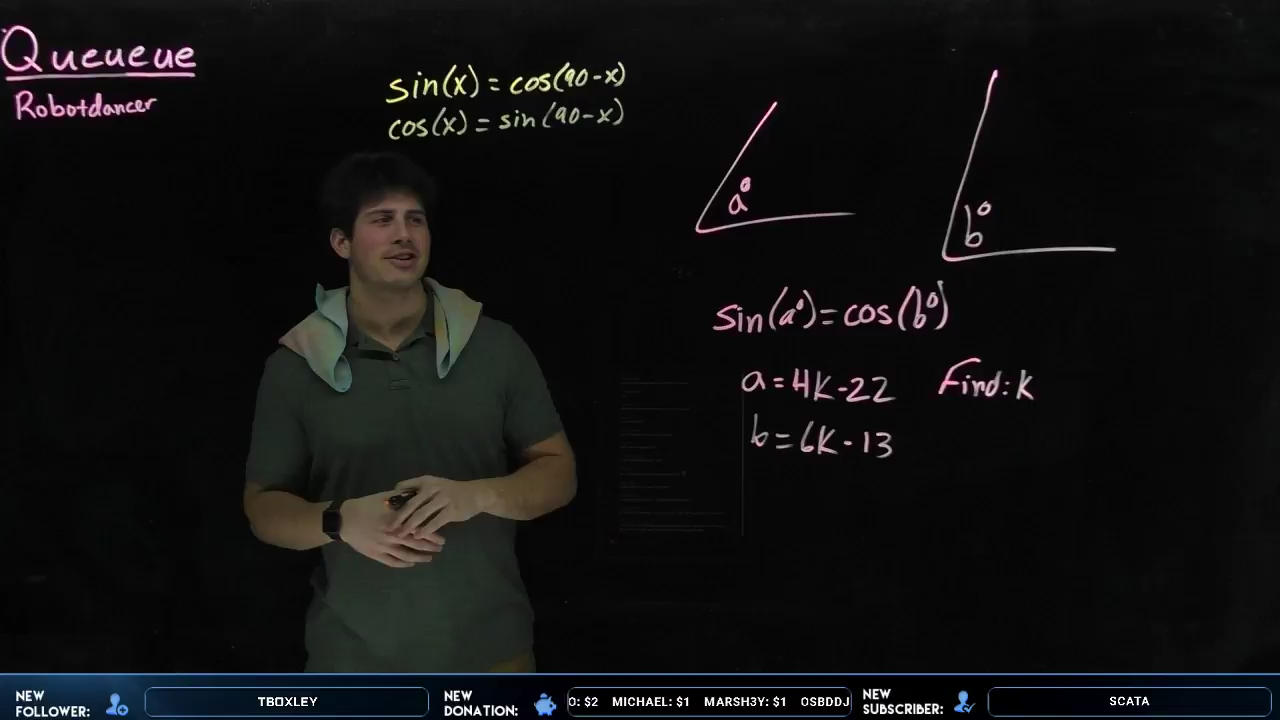 Queueue
Robotdancer
sin(x) = cos(90-x)
cos(x) = sin(90-x)
a°
b°
sin(a°) = cos(b°)
a = 4K - 22
Find: K
b = 6K - 13
NEW FOLLOWER:
TBOXLEY
NEW DONATION:
O: $2 MICHAEL: $1 MARSH3Y: $1 OSBDDJ
NEW SUBSCRIBER:
SCATA